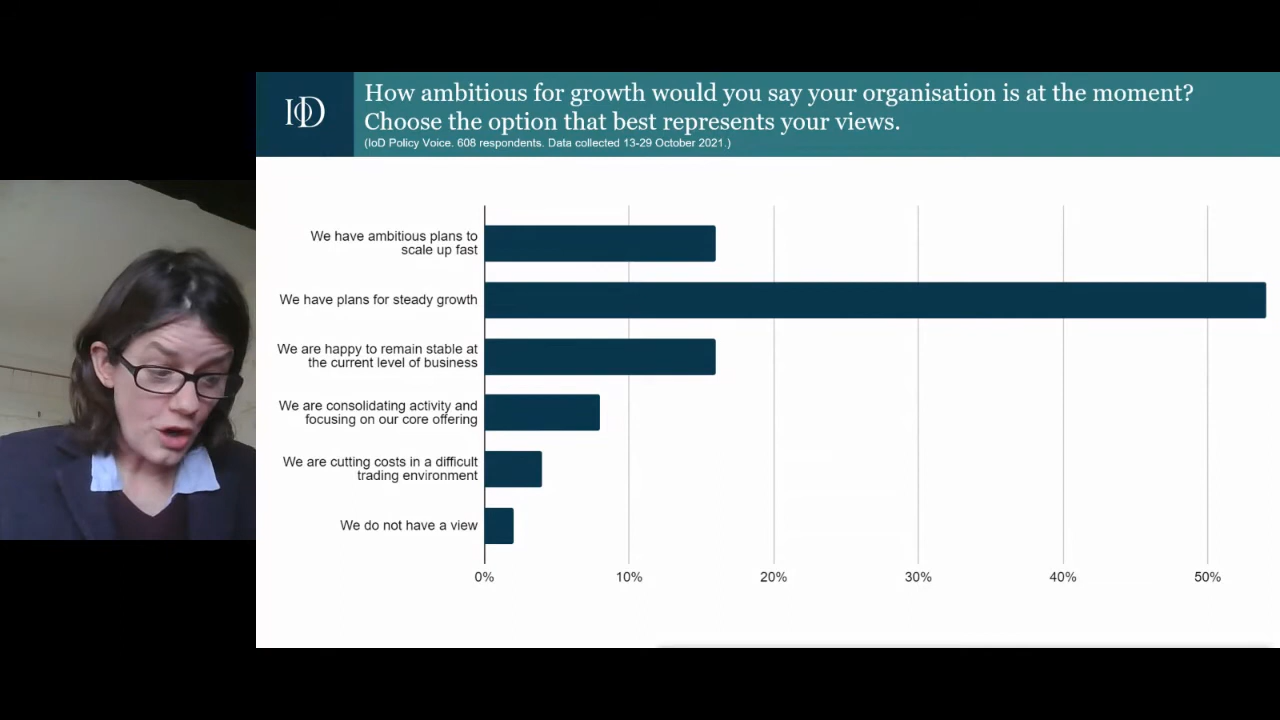 IOD
How ambitious for growth would you say your organisation is at the moment?
Choose the option that best represents your views.
(IoD Policy Voice. 608 respondents. Data collected 13-29 October 2021.)
We have ambitious plans to
scale up fast
We have plans for steady growth
We are happy to remain stable at
the current level of business
We are consolidating activity and
focusing on our core offering
We are cutting costs in a difficult
trading environment
We do not have a view
0%
10%
20%
30%
40%
50%